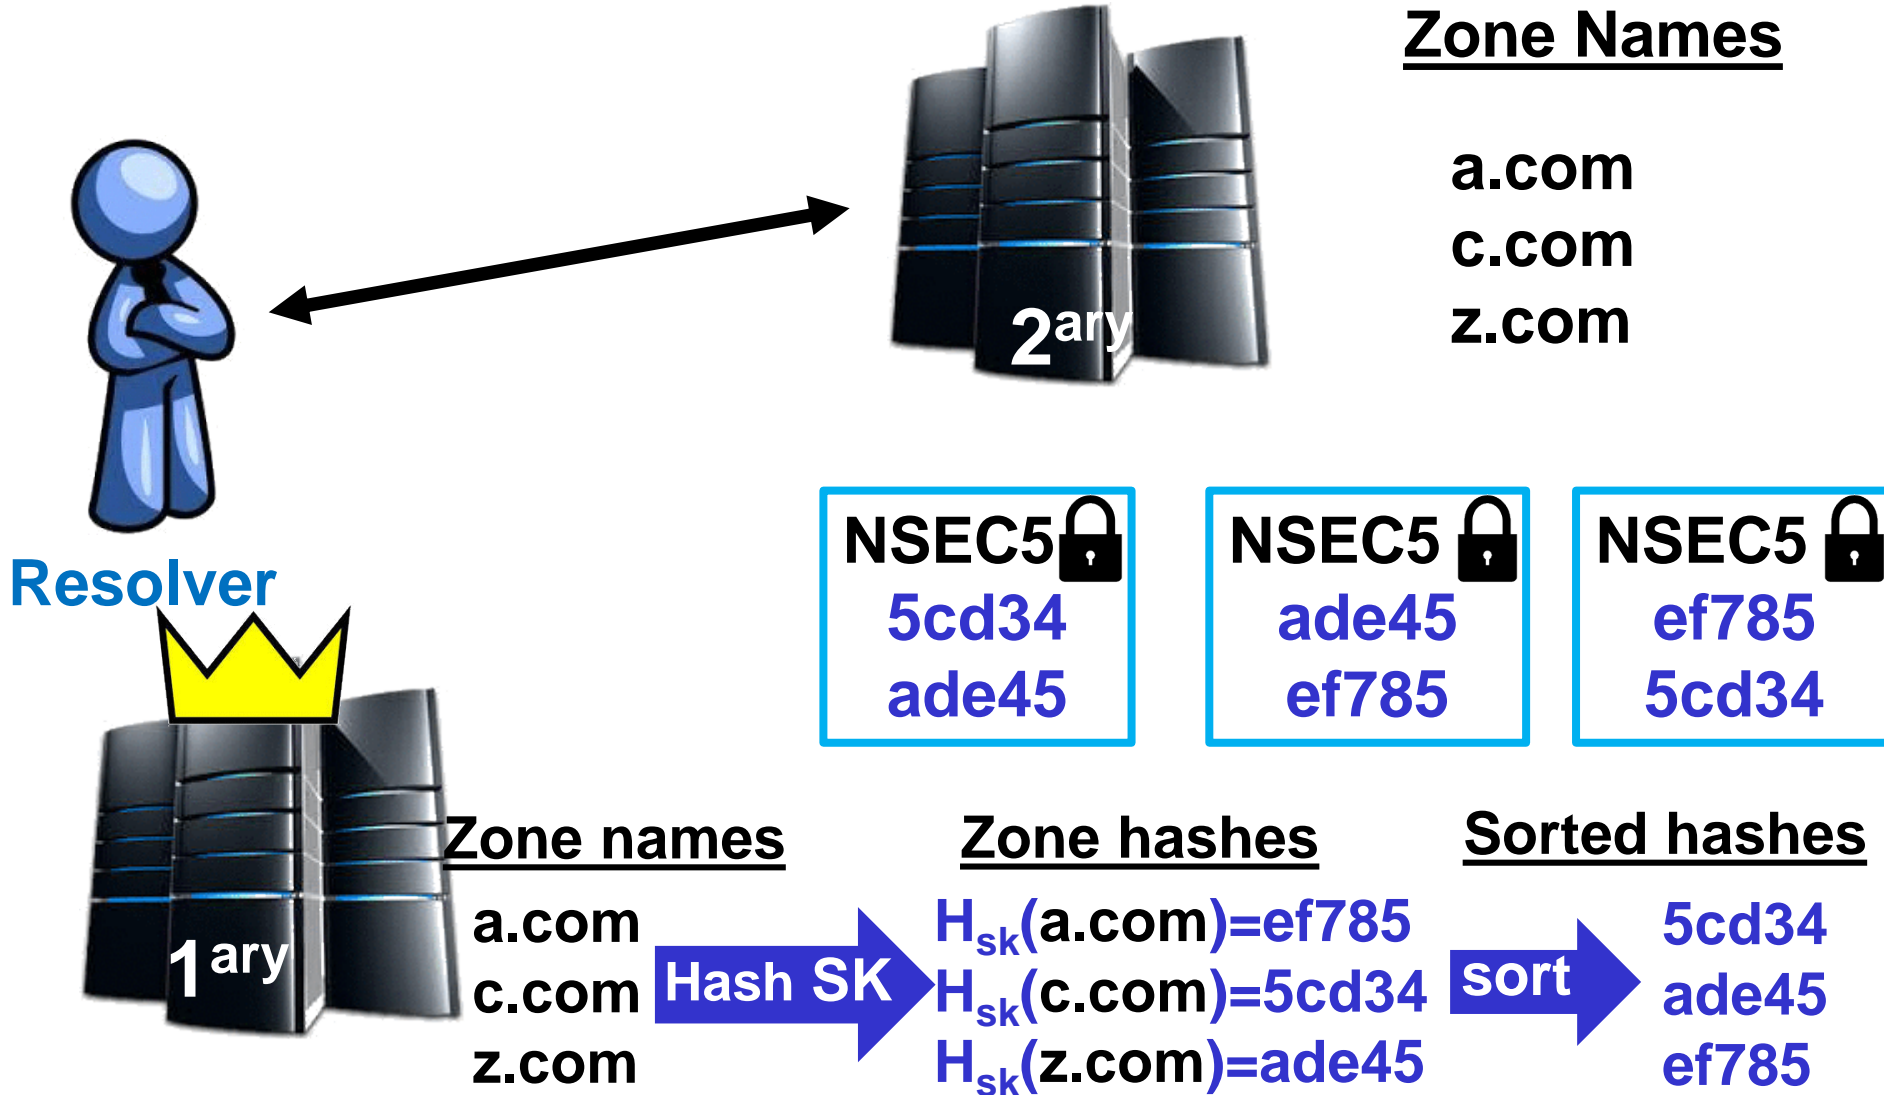 Zone Names
a.com
c.com
z.com
2ary
Resolver
NSEC5
5cd34
ade45
NSEC5
ade45
ef785
NSEC5
ef785
5cd34
1ary
Zone names
a.com
c.com
z.com
Hash SK
Zone hashes
Hsk(a.com)=ef785
Hsk(c.com)=5cd34
Hsk(z.com)=ade45
sort
Sorted hashes
5cd34
ade45
ef785